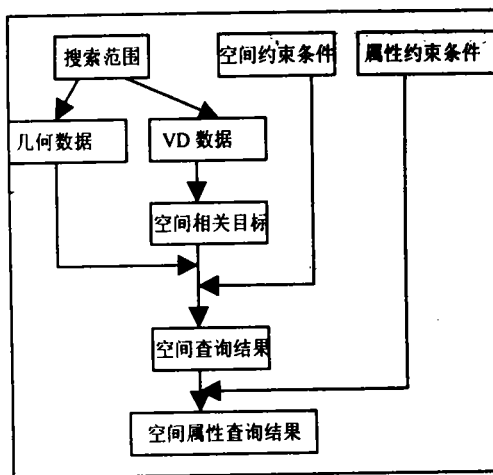 搜索范围
空间约束条件
属性约束条件
几何数据
VD 数据
空间相关目标
空间查询结果
空间属性查询结果